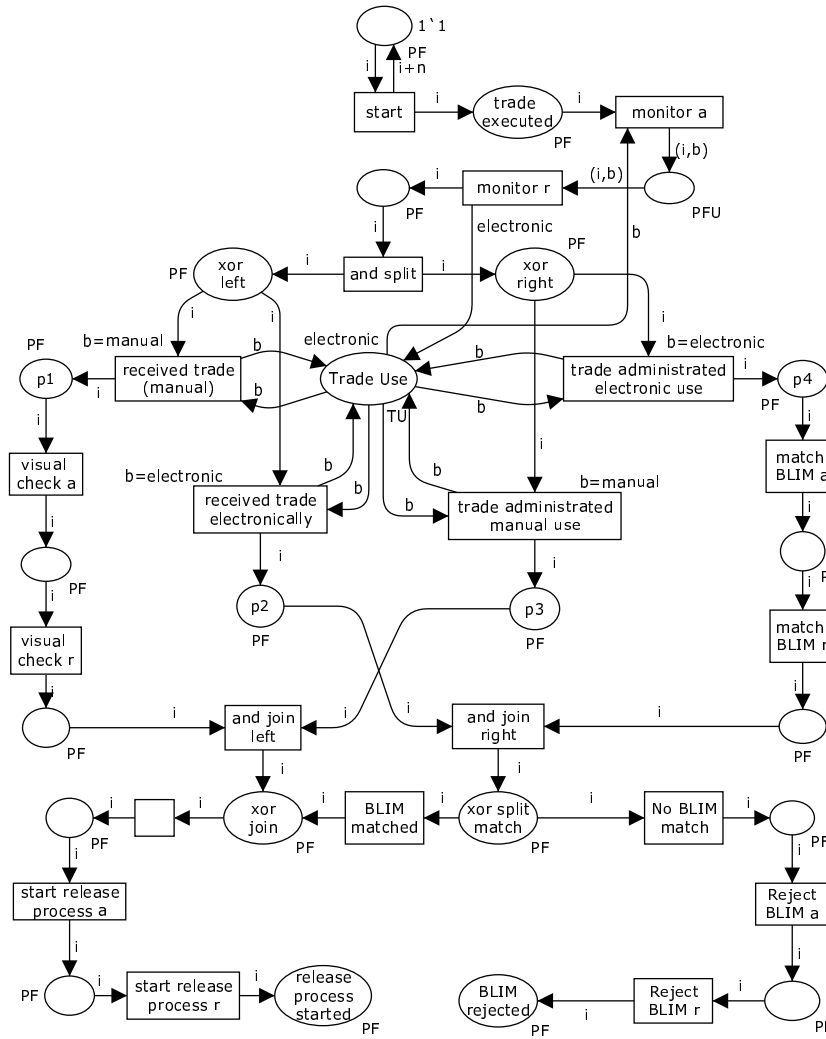 1`1
PF
i
i+n
start
i
trade
executed
i
monitor a
PF
(i,b)
PFU
(i,b)
monitor r
i
PF
electronic
b
i
PF
xor
left
i
and split
i
xor
right
PF
i
i
i
b=manual
PF
electronic
b=electronic
p1
i
received trade
(manual)
b
b
Trade Use
TU
b
b
trade administrated
electronic use
i
p4
PF
i
i
visual
check a
b=electronic
received trade
electronically
b
b
b
b
i
b=manual
trade administrated
manual use
match
BLIM a
i
PF
i
i
i
i
P
i
visual
check r
p2
PF
p3
PF
match
BLIM r
i
PF
i
and join
left
i
i
and join
right
i
i
PF
i
i
PF
i
i
xor
join
PF
i
BLIM
matched
i
xor split
match
PF
i
No BLIM
match
i
PF
i
start release
process a
i
Reject
BLIM a
i
PF
i
start release
process r
i
release
process
started
PF
BLIM
rejected
PF
i
Reject
BLIM r
i
PF